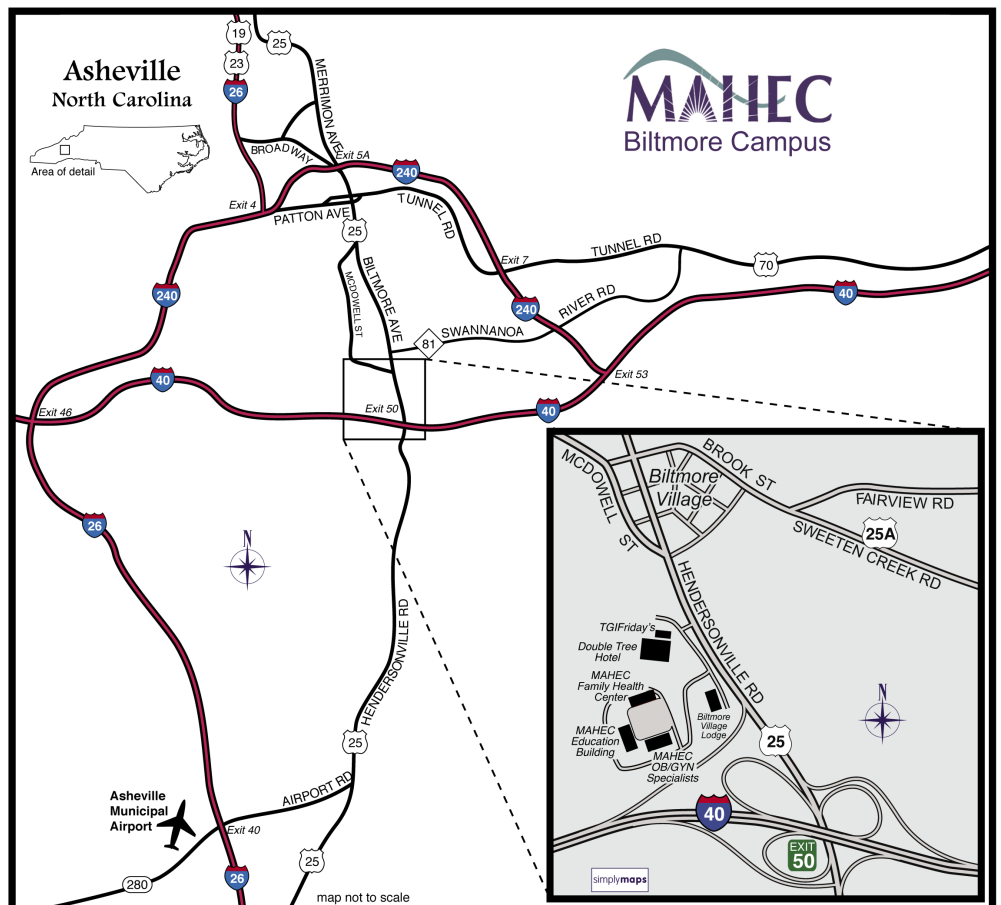 Asheville
North Carolina
Area of detail
MAHEC
Biltmore Campus
19
23
26
25
MERRIMON AVE
BROADWAY
Exit 5A
240
Exit 4
PATTON AVE
TUNNEL RD
25
Exit 7
TUNNEL RD
70
240
MCDOWELL ST
BILTMORE AVE
240
RIVER RD
SWANNANOA
81
40
40
Exit 46
Exit 50
Exit 53
40
26
N
HENDERSONVILLE RD
25
AIRPORT RD
Asheville
Municipal
Airport
Exit 40
280
26
25
map not to scale
MCDOWELL ST
Biltmore
Village
BROOK ST
FAIRVIEW RD
25A
SWEETEN CREEK RD
HENDERSONVILLE RD
TGIFriday's
Double Tree
Hotel
MAHEC
Family Health
Center
MAHEC
Education
Building
MAHEC
OB/GYN
Specialists
Biltmore
Village
Lodge
25
N
40
EXIT
50
simplymaps